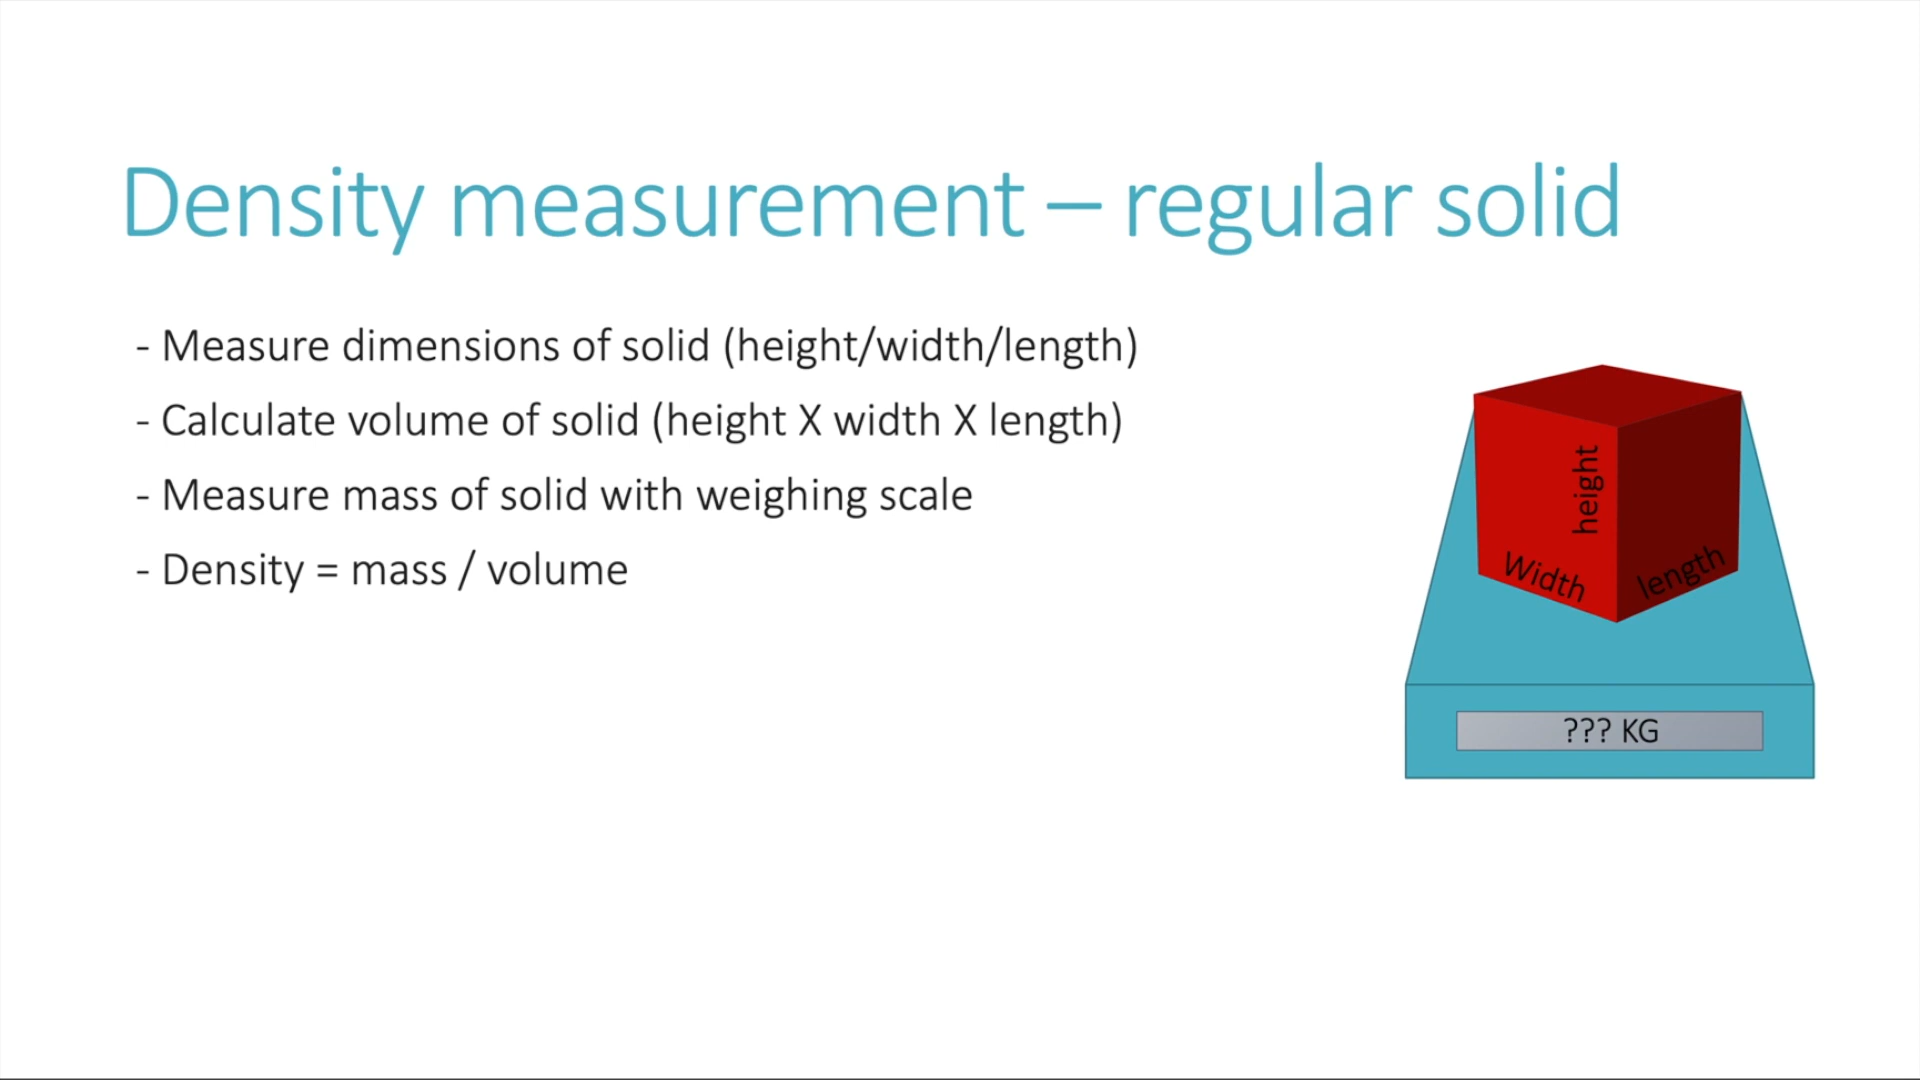 Density measurement – regular solid
- Measure dimensions of solid (height/width/length)
- Calculate volume of solid (height X width X length)
- Measure mass of solid with weighing scale
- Density = mass / volume
height
Width
length
??? KG